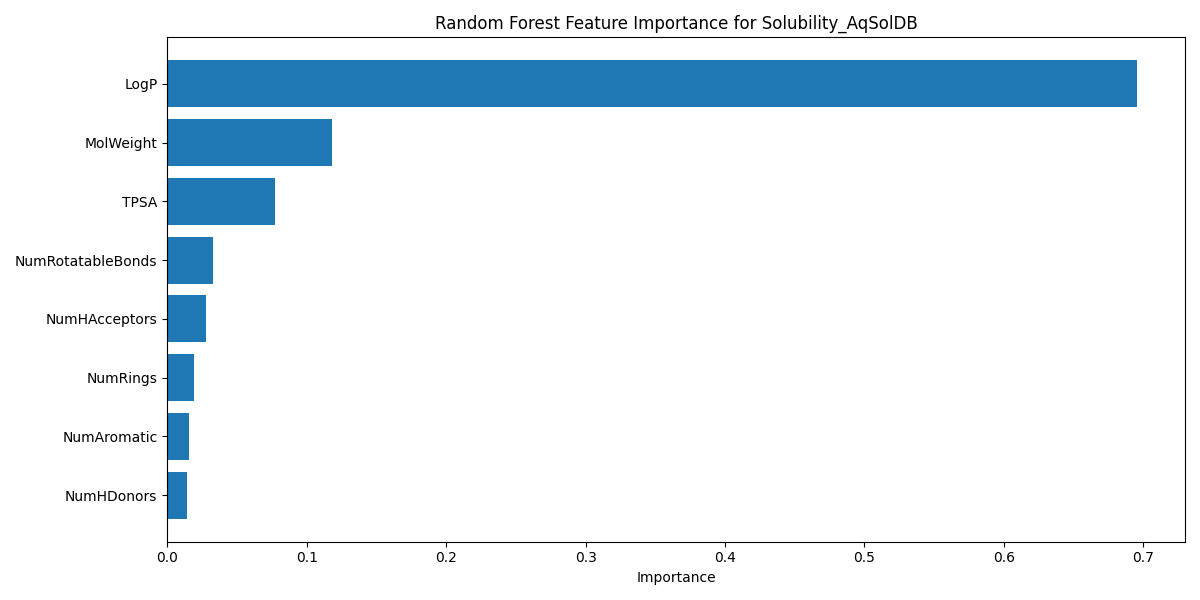 Random Forest Feature Importance for Solubility_AqSolDB
LogP
MolWeight
TPSA
NumRotatableBonds
NumHAcceptors
NumRings
NumAromatic
NumHDonors
0.0 0.1 0.2 0.3 0.4 0.5 0.6 0.7
Importance